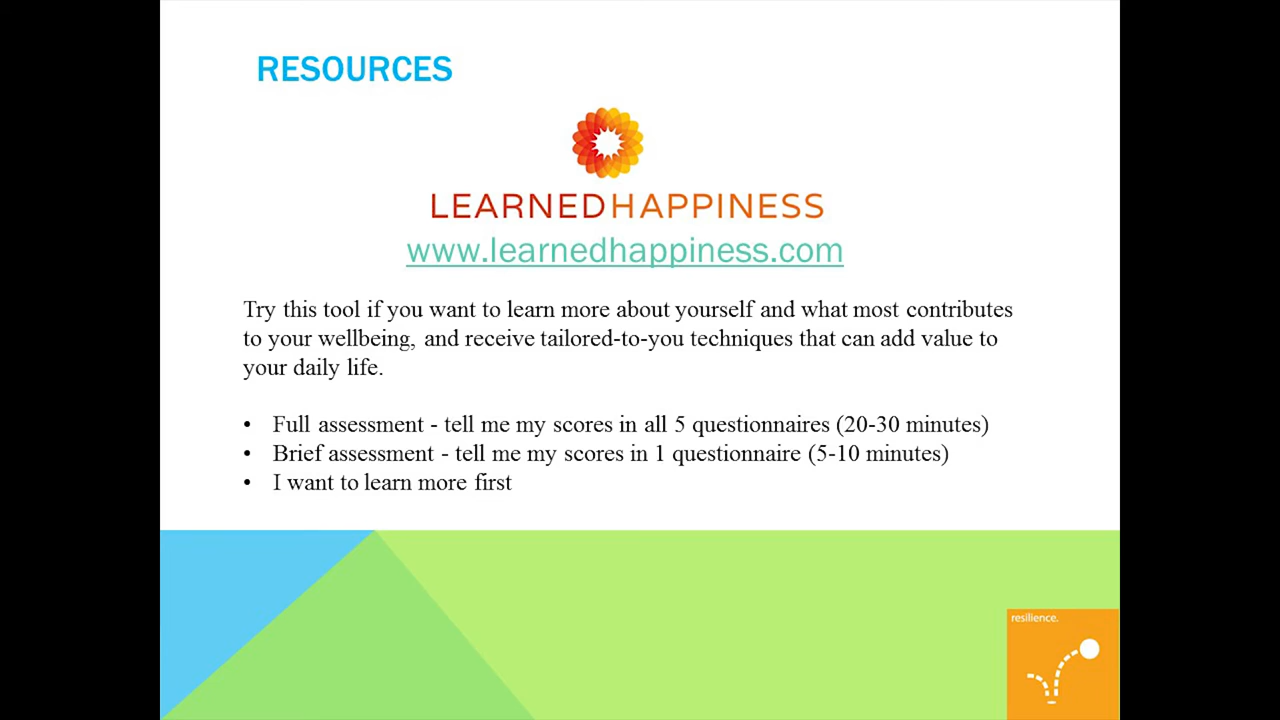 RESOURCES
LEARNEDHAPPINESS
www.learnedhappiness.com
Try this tool if you want to learn more about yourself and what most contributes
to your wellbeing, and receive tailored-to-you techniques that can add value to
your daily life.
• Full assessment - tell me my scores in all 5 questionnaires (20-30 minutes)
• Brief assessment - tell me my scores in 1 questionnaire (5-10 minutes)
• I want to learn more first
resilience.